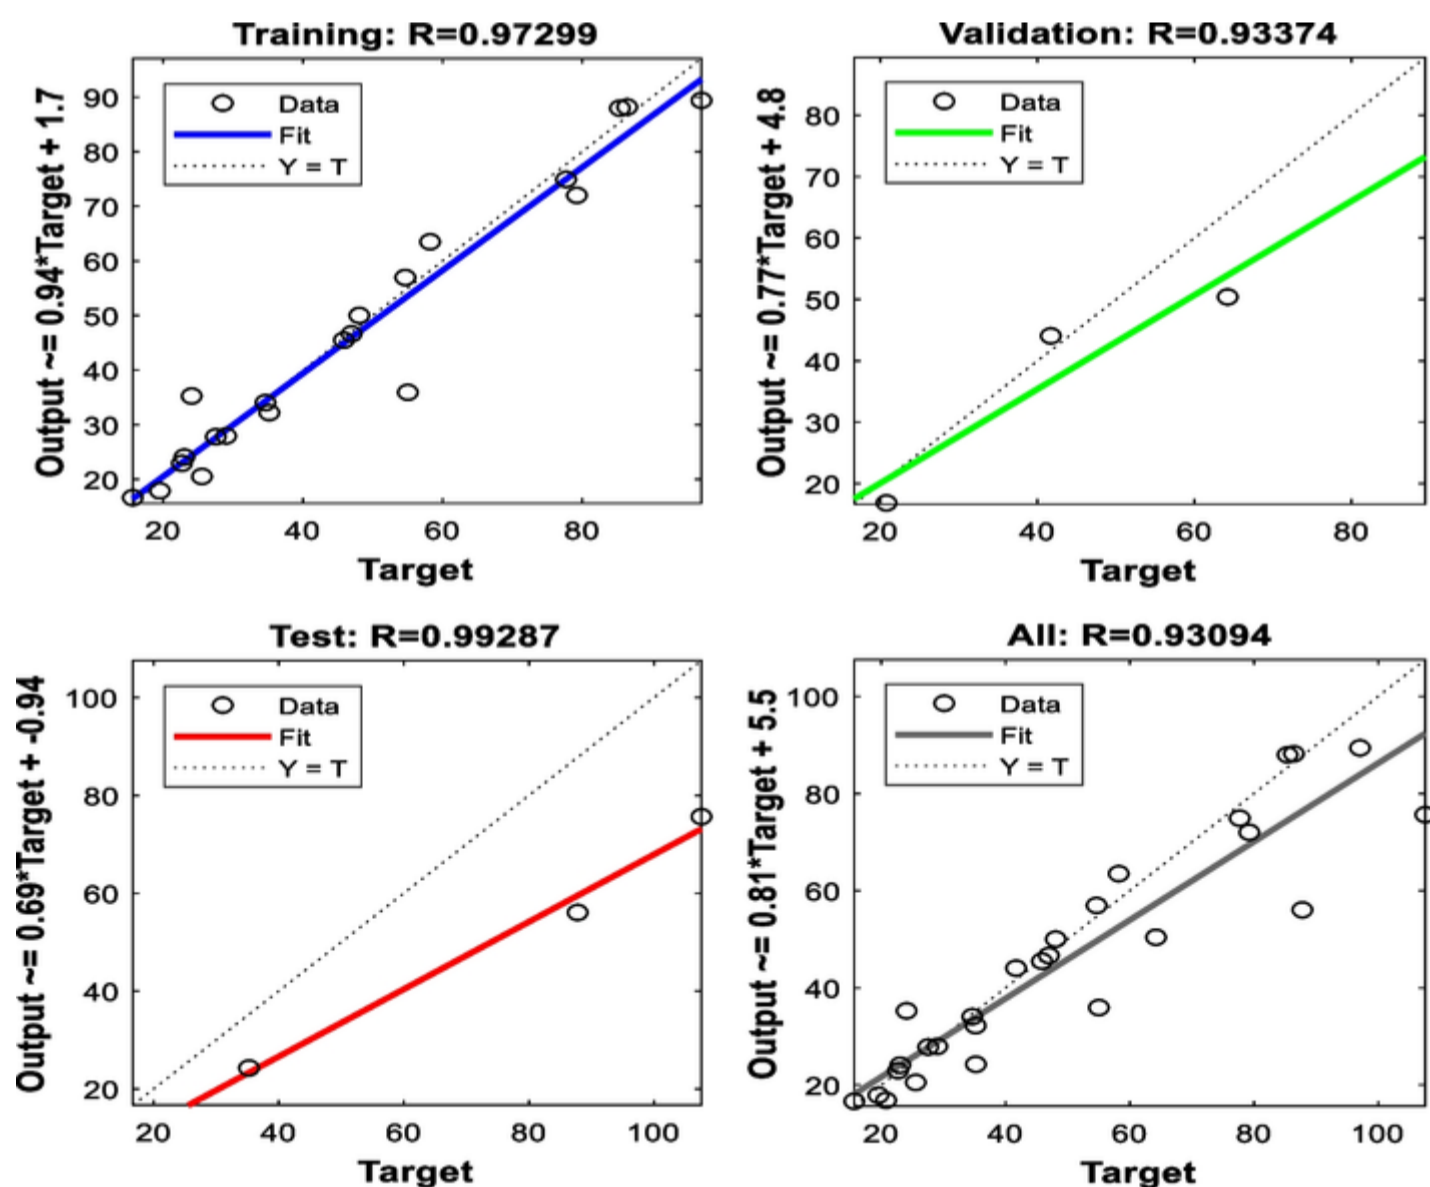 Training: R=0.97299
Output ~= 0.94*Target + 1.7
Data
Fit
Y = T
90
80
70
60
50
40
30
20
20 40 60 80
Target
Validation: R=0.93374
Output ~= 0.77*Target + 4.8
Data
Fit
Y = T
80
70
60
50
40
30
20
20 40 60 80
Target
Test: R=0.99287
Output ~= 0.69*Target + -0.94
Data
Fit
Y = T
100
80
60
40
20
20 40 60 80 100
Target
All: R=0.93094
Output ~= 0.81*Target + 5.5
Data
Fit
Y = T
100
80
60
40
20
20 40 60 80 100
Target